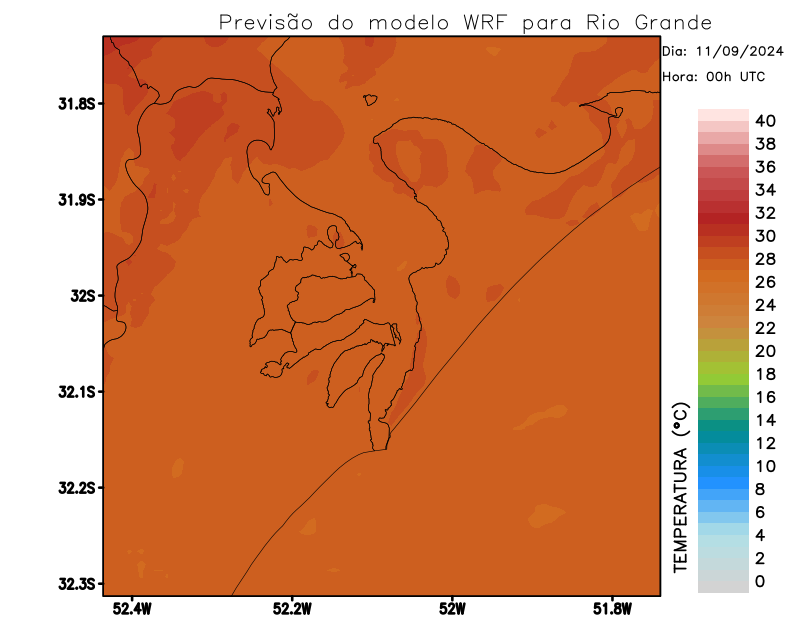 Previsão do modelo WRF para Rio Grande
Dia: 11/09/2024
Hora: 00h UTC
31.8S
31.9S
32S
32.1S
32.2S
32.3S
52.4W
52.2W
52W
51.8W
TEMPERATURA (°C)
40
38
36
34
32
30
28
26
24
22
20
18
16
14
12
10
8
6
4
2
0